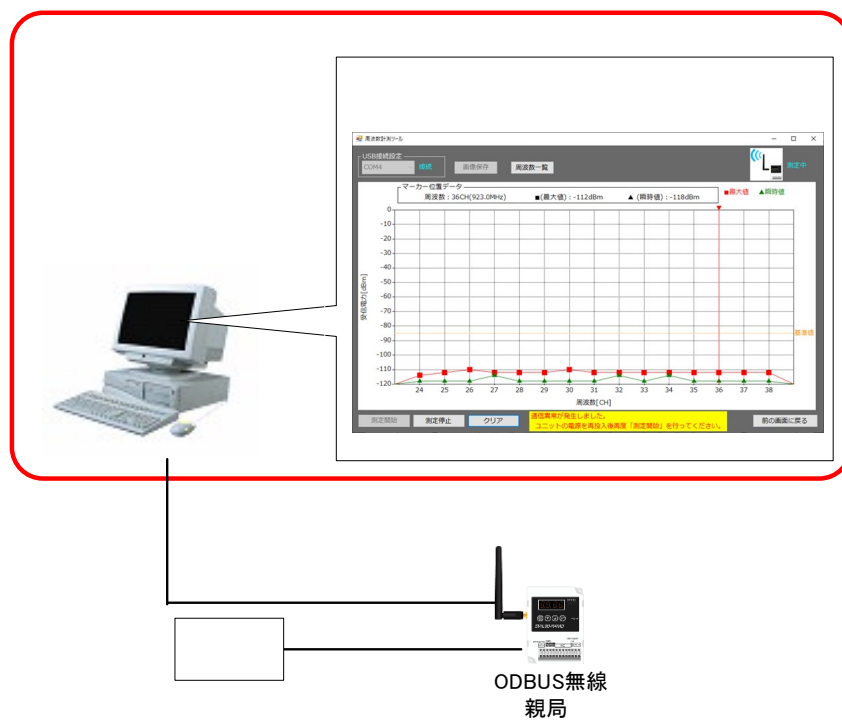 周波数計測ツール
USB接続設定
COM4 接続 画像保存 周波数一覧 測定中
マーカー位置データ
周波数:36CH(923.0MHz) ■(最大値):-112dBm ▲ (瞬時値):-118dBm
■最大値 ▲瞬時値
0
-10
-20
-30
-40
-50
-60
-70
-80
-90
-100
-110
-120
受信電力[dBm]
基準値
24 25 26 27 28 29 30 31 32 33 34 35 36 37 38
周波数[CH]
測定開始 測定停止 クリア
通信異常が発生しました。
ユニットの電源を再投入後再度「測定開始」を行ってください。
前の画面に戻る
ODBUS無線
親局